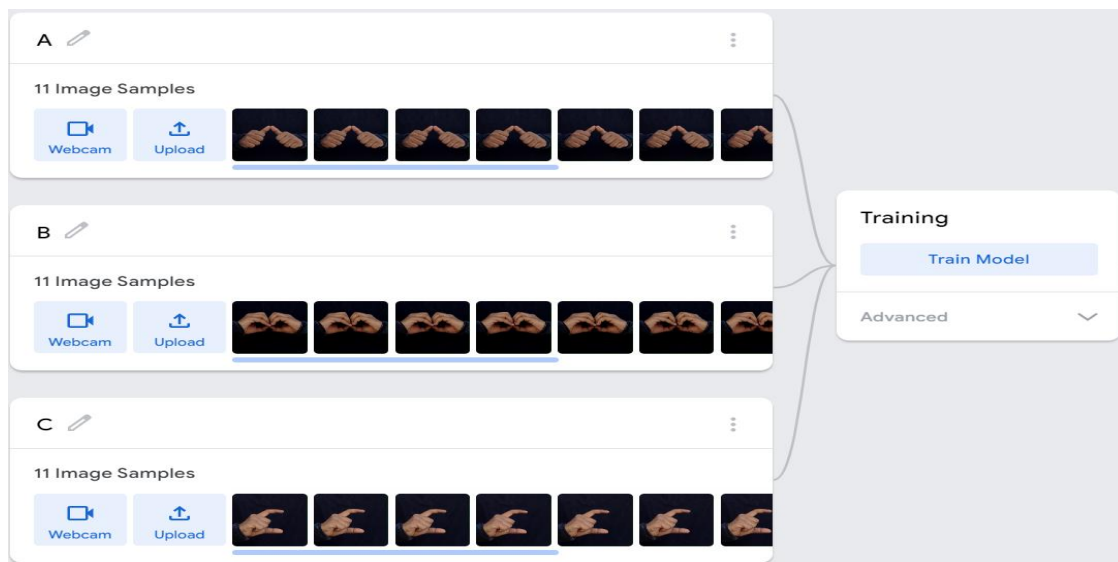 A
11 Image Samples
Webcam
Upload
B
11 Image Samples
Webcam
Upload
C
11 Image Samples
Webcam
Upload
Training
Train Model
Advanced